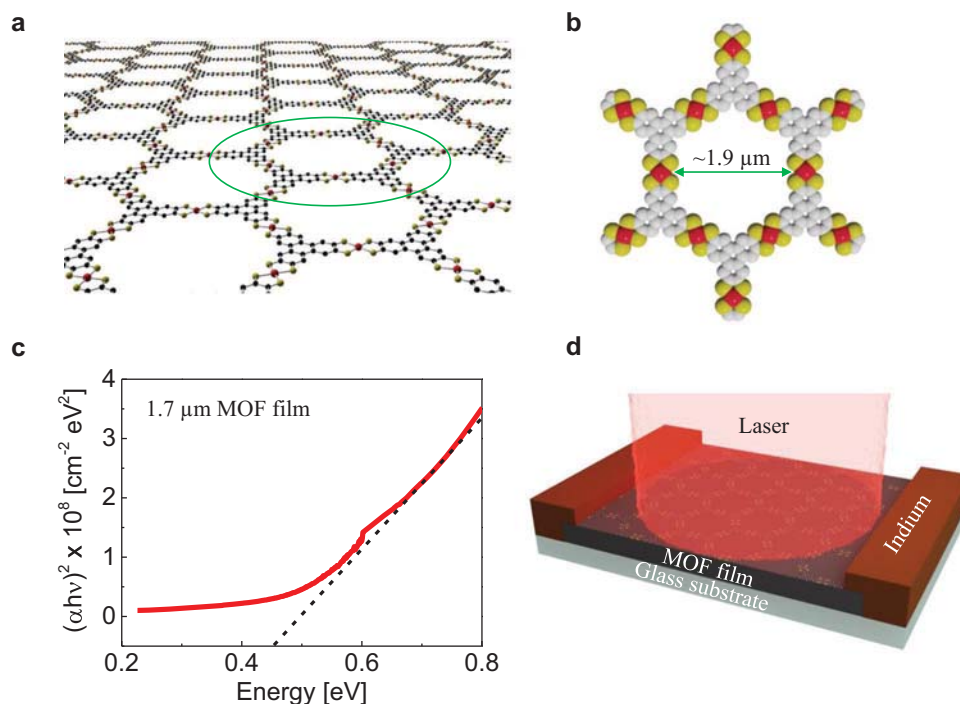 a
b
~1.9 µm
c
d
4
3
2
1
0
(αhν)² x 10⁸ [cm⁻² eV²]
1.7 µm MOF film
0.2
0.4
0.6
0.8
Energy [eV]
Laser
Indium
MOF film
Glass substrate